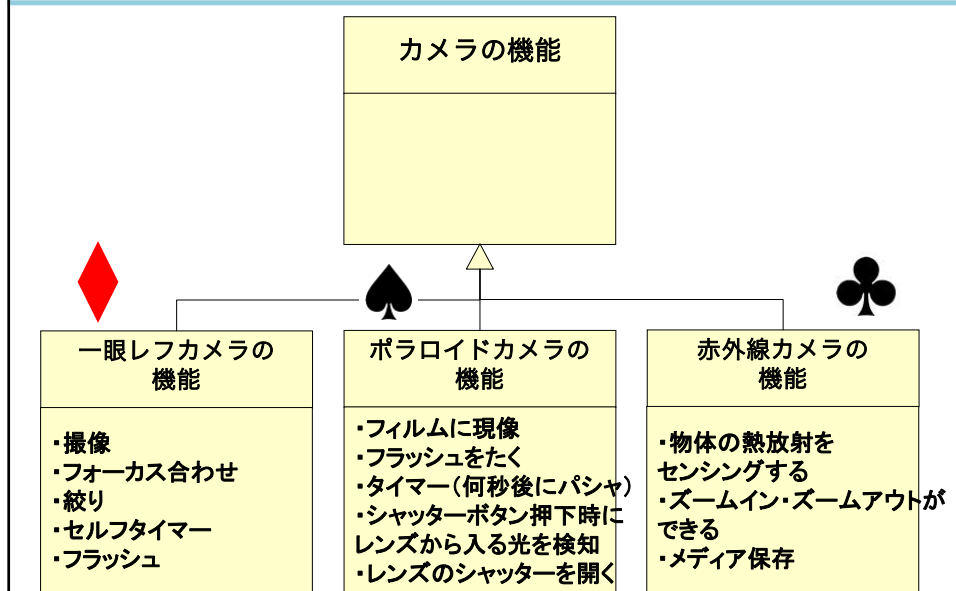 カメラの機能
一眼レフカメラの
機能
・撮像
・フォーカス合わせ
・絞り
・セルフタイマー
・フラッシュ
ポラロイドカメラの
機能
・フィルムに現像
・フラッシュをたく
・タイマー(何秒後にパシャ)
・シャッターボタン押下時に
レンズから入る光を検知
・レンズのシャッターを開く
赤外線カメラの
機能
・物体の熱放射を
センシングする
・ズームイン・ズームアウトが
できる
・メディア保存